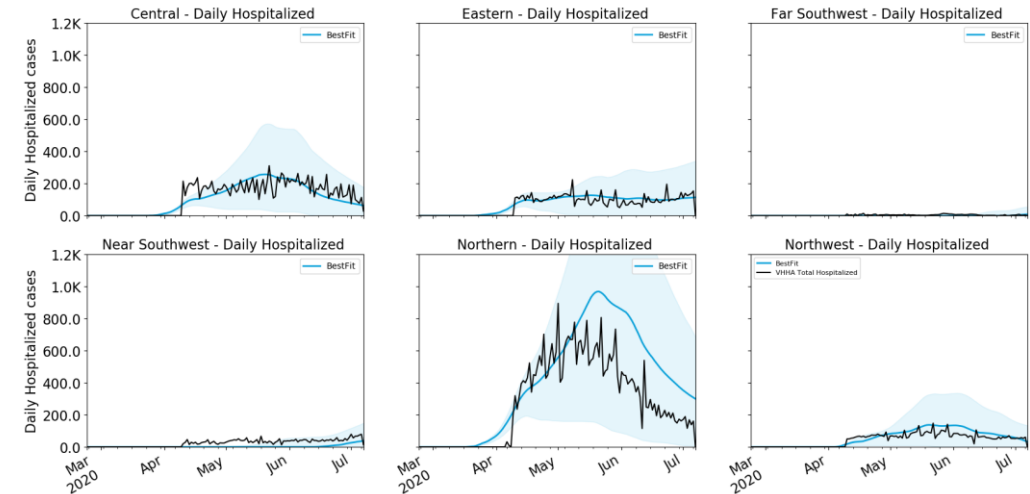 Central - Daily Hospitalized
Eastern - Daily Hospitalized
Far Southwest - Daily Hospitalized
Daily Hospitalized cases
1.2K
1.0K
800.0
600.0
400.0
200.0
0.0
BestFit
BestFit
BestFit
Near Southwest - Daily Hospitalized
Northern - Daily Hospitalized
Northwest - Daily Hospitalized
Daily Hospitalized cases
1.2K
1.0K
800.0
600.0
400.0
200.0
0.0
BestFit
BestFit
BestFit
VHHA Total Hospitalized
Mar
2020
Apr
May
Jun
Jul
Mar
2020
Apr
May
Jun
Jul
Mar
2020
Apr
May
Jun
Jul